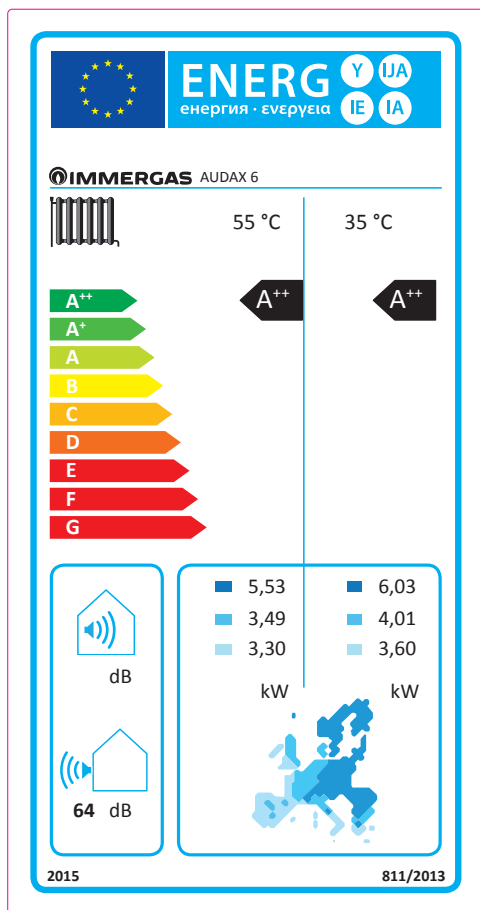 ENERG Y IJA
енергия · ενεργεια IE IA
IMMERGAS AUDAX 6
55 °C 35 °C
A++ A++ A++
A+
A
B
C
D
E
F
G
5,53 6,03
3,49 4,01
3,30 3,60
kW kW
dB
64 dB
2015 811/2013